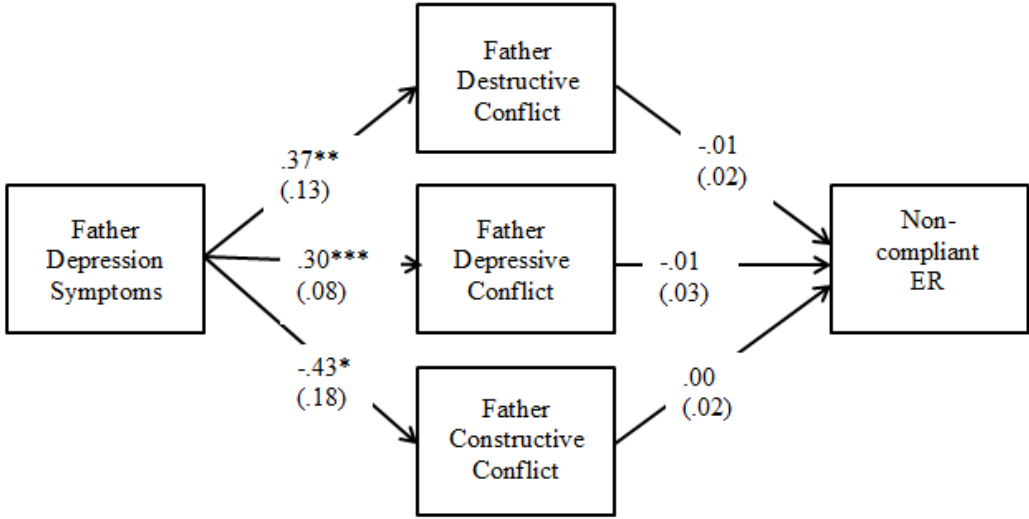 Father
Destructive
Conflict
.37**
(.13)
-.01
(.02)
Father
Depression
Symptoms
.30***
(.08)
Father
Depressive
Conflict
-.01
(.03)
Non-
compliant
ER
-.43*
(.18)
Father
Constructive
Conflict
.00
(.02)